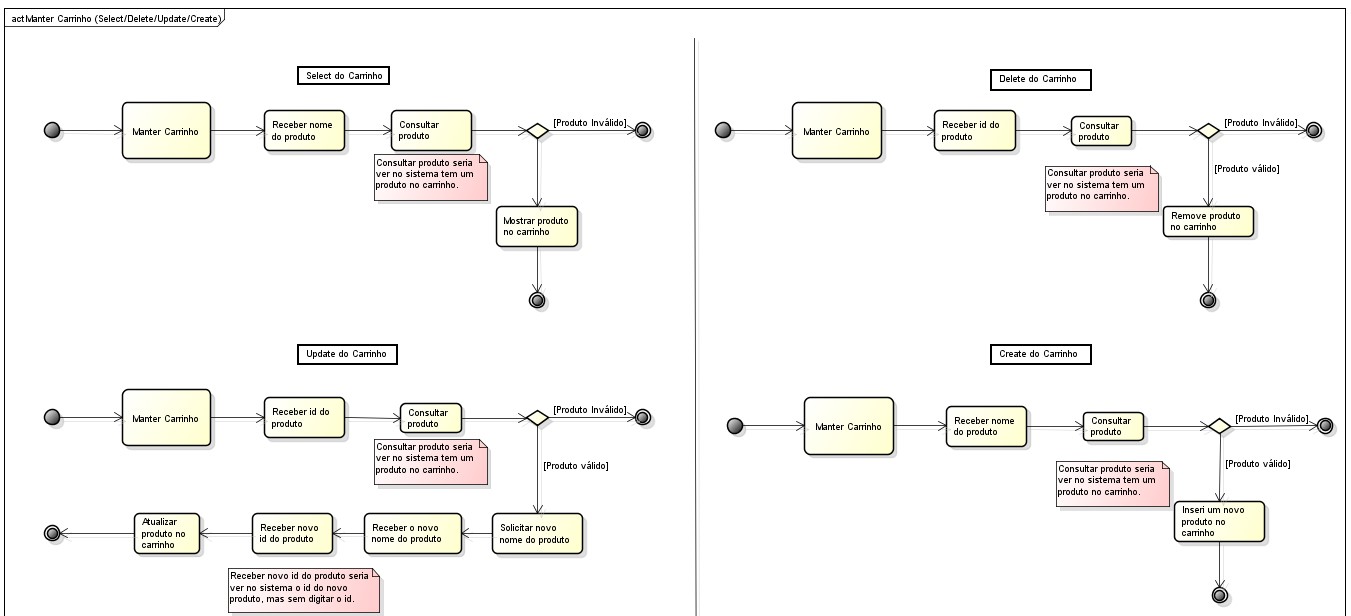 act Manter Carrinho (Select/Delete/Update/Create)
Select do Carrinho
Manter Carrinho
Receber nome
do produto
Consultar
produto
[Produto Inválido]
Consultar produto seria
ver no sistema tem um
produto no carrinho.
Mostrar produto
no carrinho
Delete do Carrinho
Manter Carrinho
Receber id do
produto
Consultar
produto
[Produto Inválido]
[Produto válido]
Consultar produto seria
ver no sistema tem um
produto no carrinho.
Remove produto
no carrinho
Update do Carrinho
Manter Carrinho
Receber id do
produto
Consultar
produto
[Produto Inválido]
Consultar produto seria
ver no sistema tem um
produto no carrinho.
[Produto válido]
Atualizar
produto no
carrinho
Receber novo
id do produto
Receber o novo
nome do produto
Solicitar novo
nome do produto
Receber novo id do produto seria
ver no sistema o id do novo
produto, mas sem digitar o id.
Create do Carrinho
Manter Carrinho
Receber nome
do produto
Consultar
produto
[Produto Inválido]
[Produto válido]
Consultar produto seria
ver no sistema tem um
produto no carrinho.
Inseri um novo
produto no
carrinho